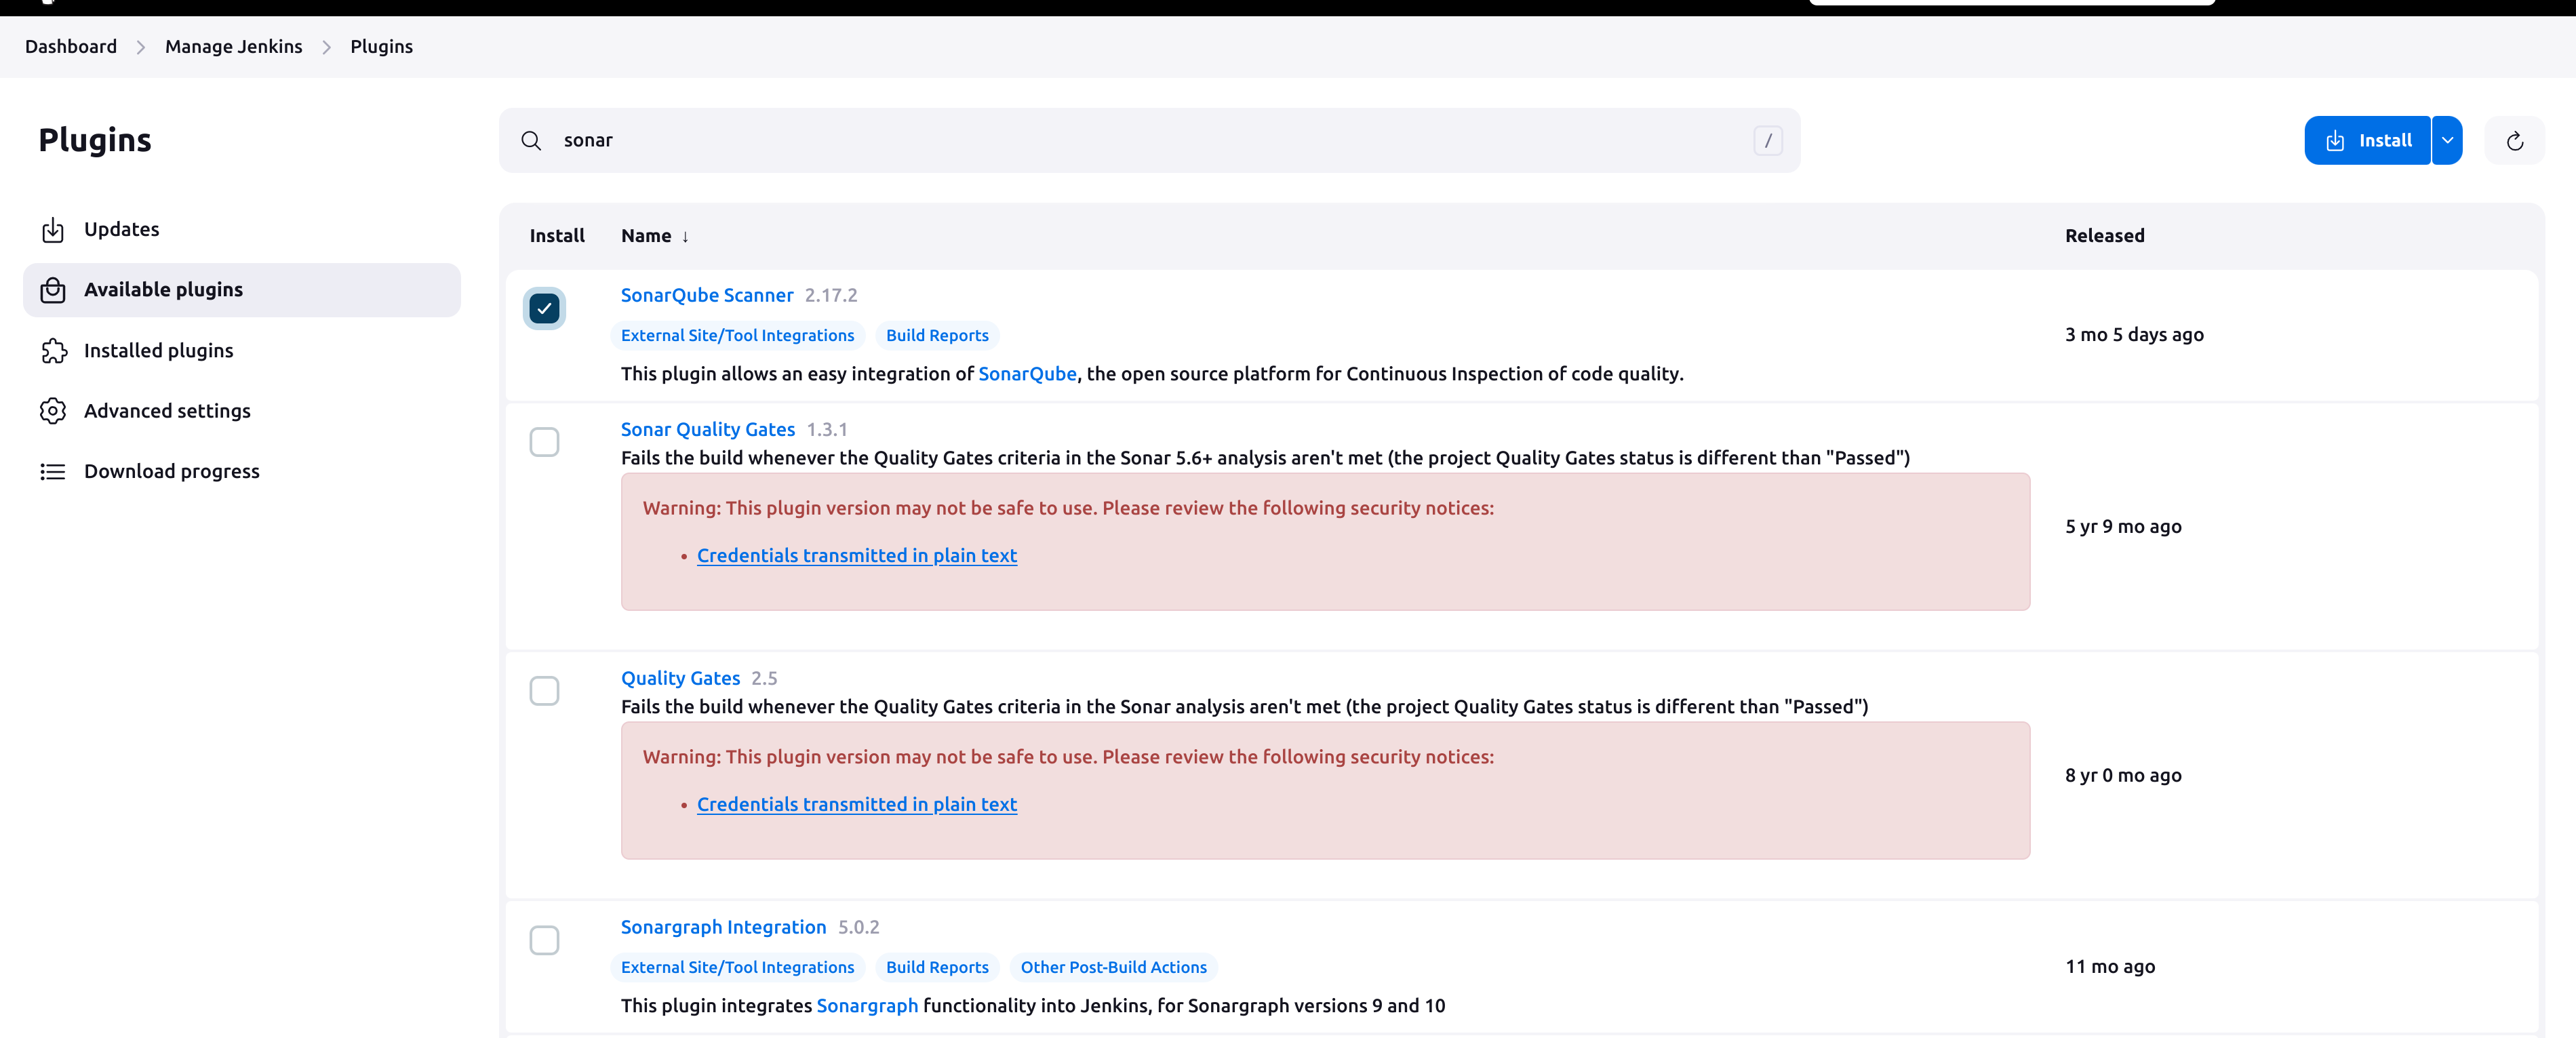 Dashboard > Manage Jenkins > Plugins
Plugins
sonar /
Install
Updates
Available plugins
Installed plugins
Advanced settings
Download progress
Install Name ↓ Released
SonarQube Scanner 2.17.2
External Site/Tool Integrations Build Reports
3 mo 5 days ago
This plugin allows an easy integration of SonarQube, the open source platform for Continuous Inspection of code quality.
Sonar Quality Gates 1.3.1
Fails the build whenever the Quality Gates criteria in the Sonar 5.6+ analysis aren't met (the project Quality Gates status is different than "Passed")
Warning: This plugin version may not be safe to use. Please review the following security notices:
• Credentials transmitted in plain text
5 yr 9 mo ago
Quality Gates 2.5
Fails the build whenever the Quality Gates criteria in the Sonar analysis aren't met (the project Quality Gates status is different than "Passed")
Warning: This plugin version may not be safe to use. Please review the following security notices:
• Credentials transmitted in plain text
8 yr 0 mo ago
Sonargraph Integration 5.0.2
External Site/Tool Integrations Build Reports Other Post-Build Actions
11 mo ago
This plugin integrates Sonargraph functionality into Jenkins, for Sonargraph versions 9 and 10